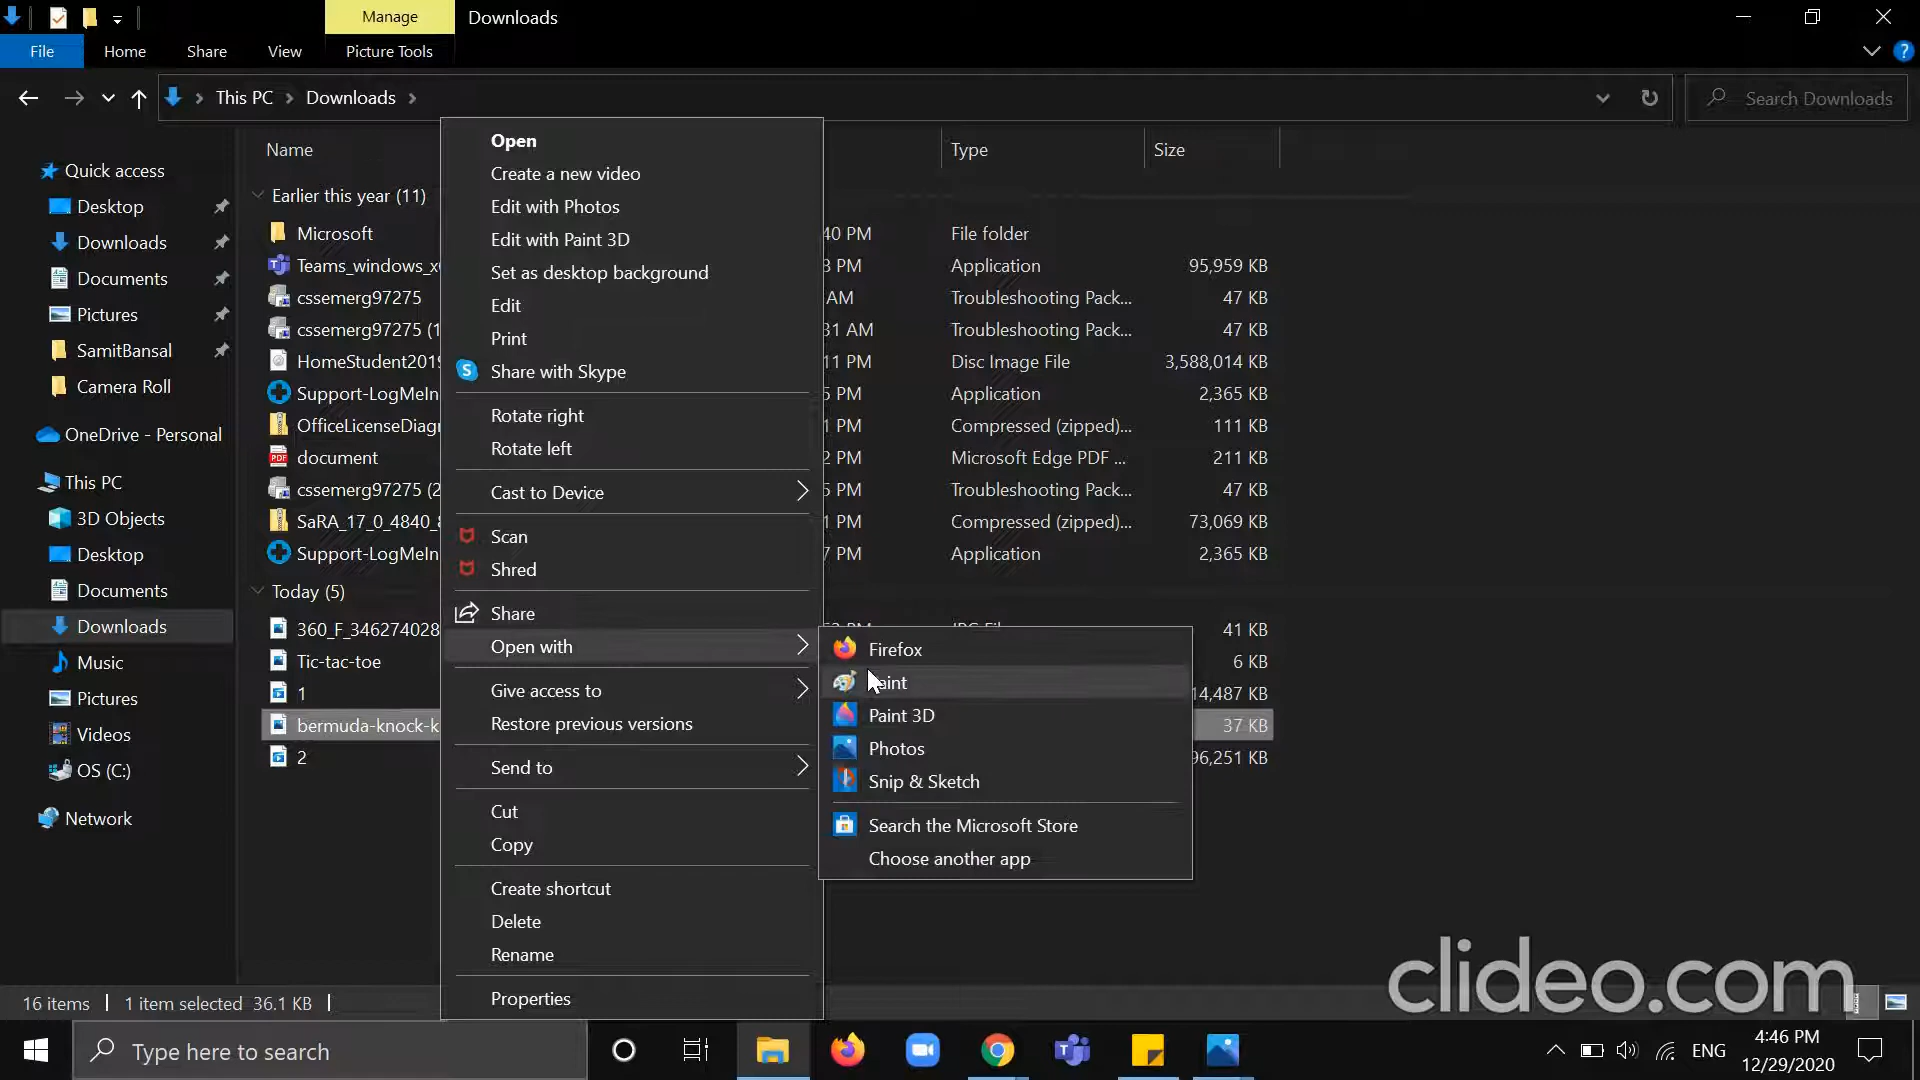 Manage
Downloads
File
Home
Share
View
Picture Tools
This PC
Downloads
Search Downloads
Name
Type
Size
Quick access
Desktop
Downloads
Documents
Pictures
SamitBansal
Camera Roll
OneDrive - Personal
This PC
3D Objects
Desktop
Documents
Downloads
Music
Pictures
Videos
OS (C:)
Network
Earlier this year (11)
Microsoft
40 PM
File folder
Teams_windows_x
PM
Application
95,959 KB
cssemerg97275
AM
Troubleshooting Pack...
47 KB
cssemerg97275 (1
31 AM
Troubleshooting Pack...
47 KB
HomeStudent2019
11 PM
Disc Image File
3,588,014 KB
Support-LogMeIn
PM
Application
2,365 KB
OfficeLicenseDiag
PM
Compressed (zipped)...
111 KB
document
PM
Microsoft Edge PDF ...
211 KB
cssemerg97275 (2
PM
Troubleshooting Pack...
47 KB
SaRA_17_0_4840_
PM
Compressed (zipped)...
73,069 KB
Support-LogMeIn
PM
Application
2,365 KB
Today (5)
360_F_346274028
41 KB
Tic-tac-toe
6 KB
1
14,487 KB
bermuda-knock-k
37 KB
2
96,251 KB
Open
Create a new video
Edit with Photos
Edit with Paint 3D
Set as desktop background
Edit
Print
Share with Skype
Rotate right
Rotate left
Cast to Device
Scan
Shred
Share
Open with
Give access to
Restore previous versions
Send to
Cut
Copy
Create shortcut
Delete
Rename
Properties
Firefox
aint
Paint 3D
Photos
Snip & Sketch
Search the Microsoft Store
Choose another app
clideo.com
16 items
1 item selected 36.1 KB
Type here to search
ENG
4:46 PM
12/29/2020